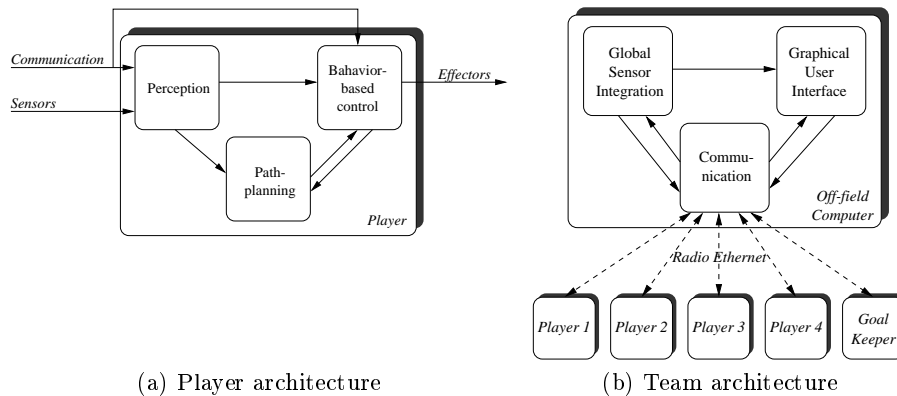 Communication
Sensors
Perception
Bahavior-
based
control
Effectors
Path-
planning
Player
(a) Player architecture
Global
Sensor
Integration
Graphical
User
Interface
Commu-
nication
Off-field
Computer
Radio Ethernet
Player 1
Player 2
Player 3
Player 4
Goal
Keeper
(b) Team architecture